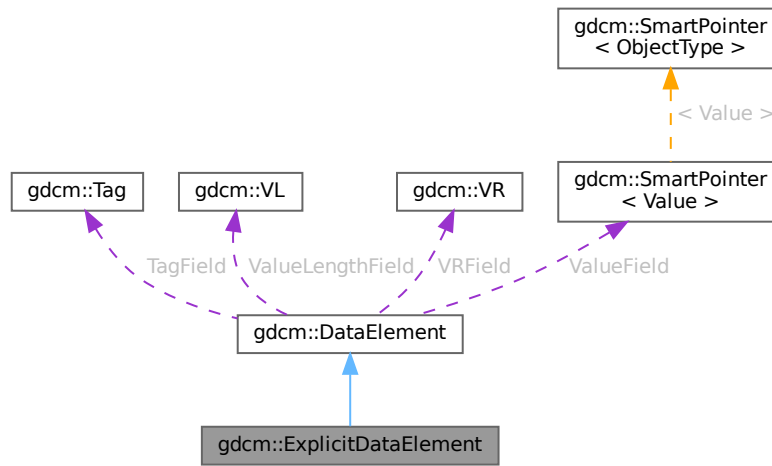 gdcm::SmartPointer
< ObjectType >
< Value >
gdcm::Tag
gdcm::VL
gdcm::VR
gdcm::SmartPointer
< Value >
TagField
ValueLengthField
VRField
ValueField
gdcm::DataElement
gdcm::ExplicitDataElement